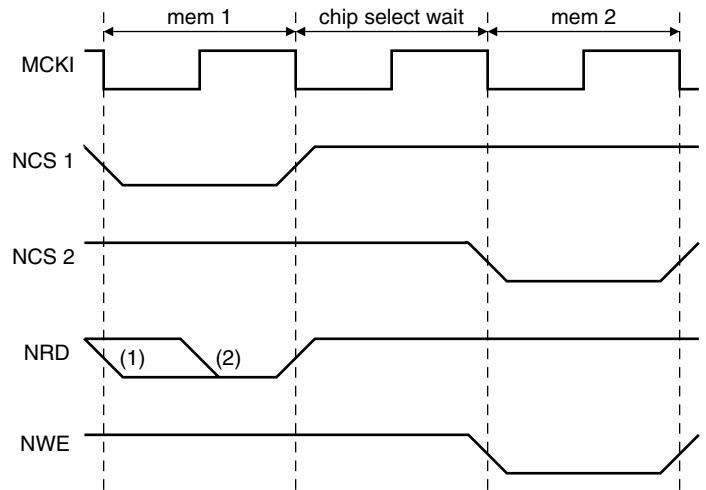 mem 1 chip select wait mem 2
MCKI
NCS 1
NCS 2
NRD (1) (2)
NWE